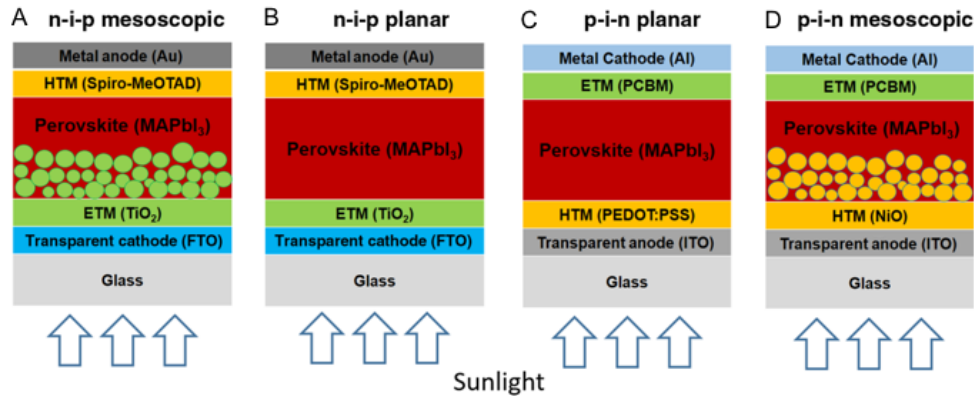 A n-i-p mesoscopic
Metal anode (Au)
HTM (Spiro-MeOTAD)
Perovskite (MAPbI₃)
ETM (TiO₂)
Transparent cathode (FTO)
Glass
B n-i-p planar
Metal anode (Au)
HTM (Spiro-MeOTAD)
Perovskite (MAPbI₃)
ETM (TiO₂)
Transparent cathode (FTO)
Glass
C p-i-n planar
Metal Cathode (Al)
ETM (PCBM)
Perovskite (MAPbI₃)
HTM (PEDOT:PSS)
Transparent anode (ITO)
Glass
D p-i-n mesoscopic
Metal Cathode (Al)
ETM (PCBM)
Perovskite (MAPbI₃)
HTM (NiO)
Transparent anode (ITO)
Glass
Sunlight